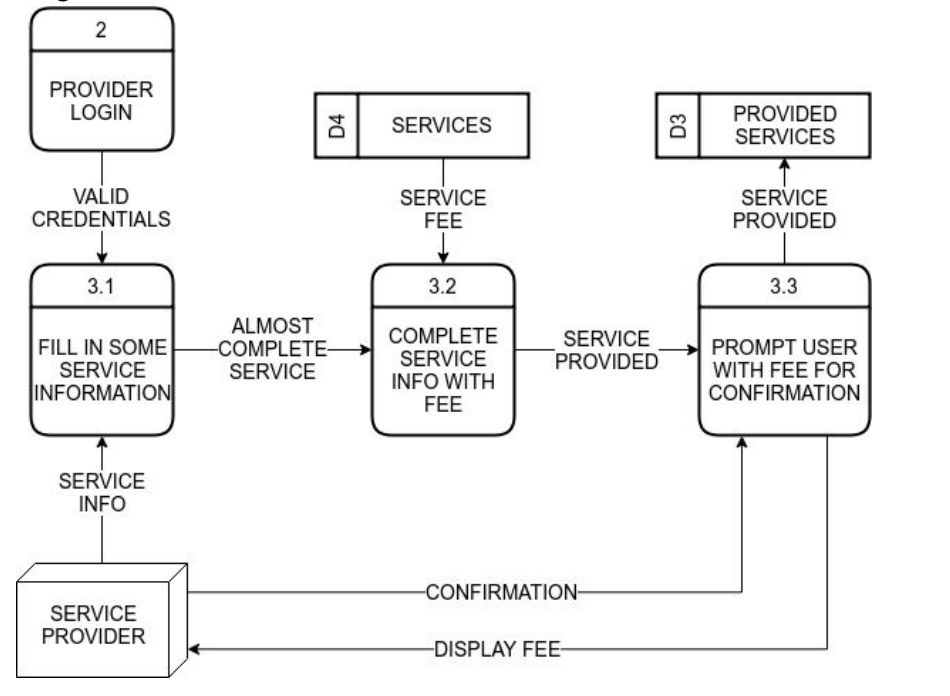 2
PROVIDER
LOGIN
D4
SERVICES
D3
PROVIDED
SERVICES
VALID
CREDENTIALS
SERVICE
FEE
SERVICE
PROVIDED
3.1
FILL IN SOME
SERVICE
INFORMATION
ALMOST
COMPLETE
SERVICE
3.2
COMPLETE
SERVICE
INFO WITH
FEE
SERVICE
PROVIDED
3.3
PROMPT USER
WITH FEE FOR
CONFIRMATION
SERVICE
INFO
SERVICE
PROVIDER
CONFIRMATION
DISPLAY FEE